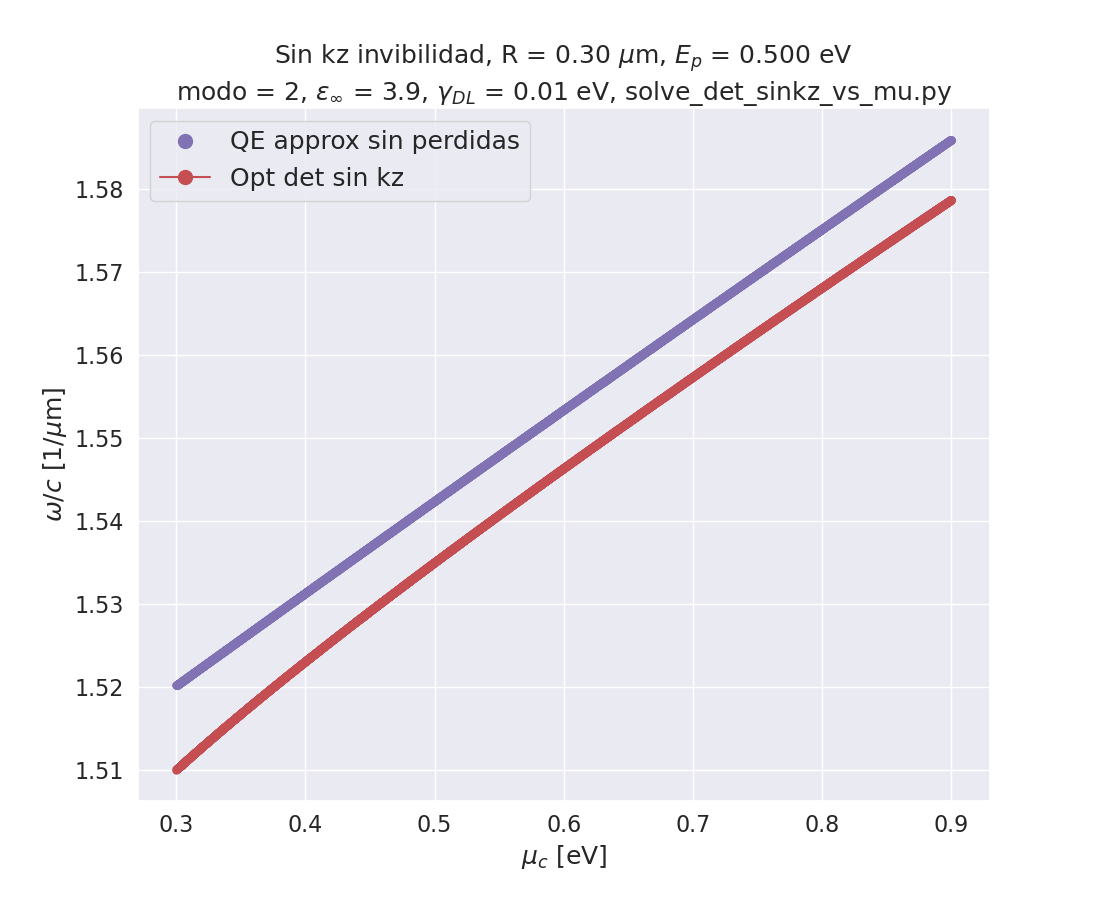 Sin kz invibilidad, R = 0.30 μm, $E_p$ = 0.500 eV
modo = 2, $ε_∞$ = 3.9, $γ_{DL}$ = 0.01 eV, solve_det_sinkz_vs_mu.py
QE approx sin perdidas
Opt det sin kz
ω/c [1/μm]
1.58
1.57
1.56
1.55
1.54
1.53
1.52
1.51
0.3 0.4 0.5 0.6 0.7 0.8 0.9
$μ_c$ [eV]